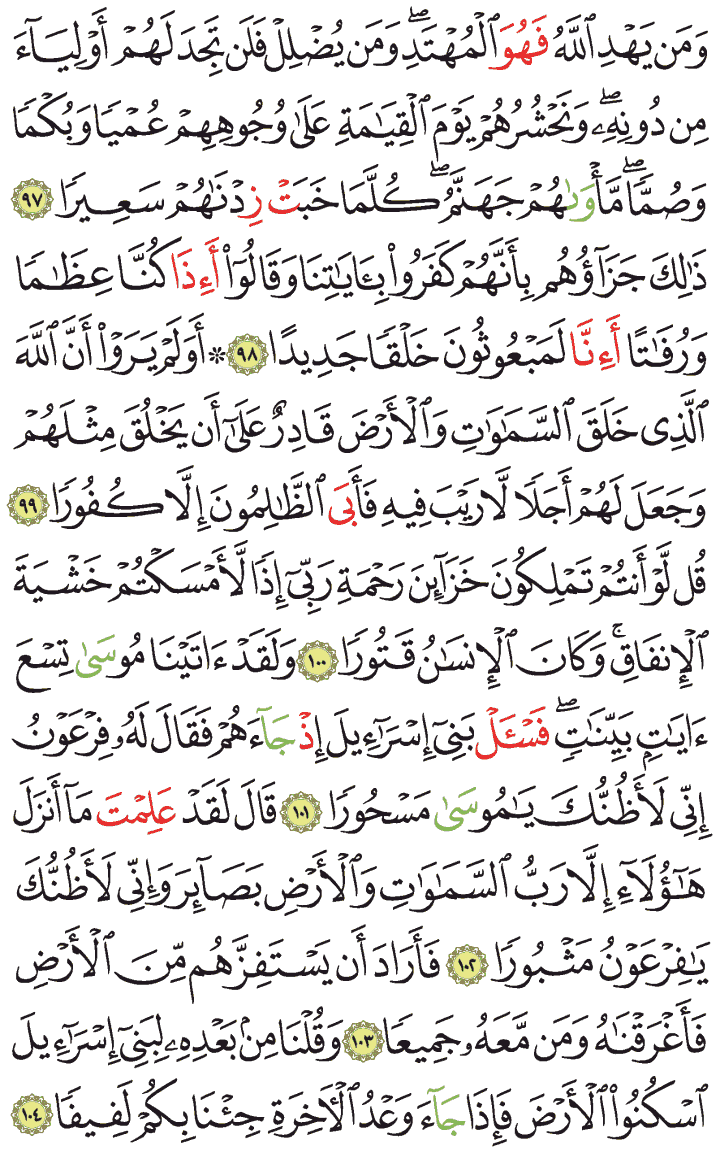 وَمَن يَهْدِ ٱللَّهُ فَهُوَ ٱلْمُهْتَدِۖ وَمَن يُضْلِلْ فَلَن تَجِدَ لَهُمْ أَوْلِيَآءَ
مِن دُونِهِۦۖ وَنَحْشُرُهُمْ يَوْمَ ٱلْقِيَٰمَةِ عَلَىٰ وُجُوهِهِمْ عُمْيٗا وَبُكْمٗا
وَصُمّٗاۖ مَّأْوَىٰهُمْ جَهَنَّمُۖ كُلَّمَا خَبَتْ زِدْنَٰهُمْ سَعِيرٗا ٩٧
ذَٰلِكَ جَزَآؤُهُم بِأَنَّهُمْ كَفَرُواْ بِـَٔايَٰتِنَا وَقَالُوٓاْ أَءِذَا كُنَّا عِظَٰمٗا
وَرُفَٰتًا أَءِنَّا لَمَبْعُوثُونَ خَلْقٗا جَدِيدًا ٩٨ ۞ أَوَلَمْ يَرَوْاْ أَنَّ ٱللَّهَ
ٱلَّذِى خَلَقَ ٱلسَّمَٰوَٰتِ وَٱلْأَرْضَ قَادِرٌ عَلَىٰٓ أَن يَخْلُقَ مِثْلَهُمْ
وَجَعَلَ لَهُمْ أَجَلٗا لَّا رَيْبَ فِيهِ فَأَبَى ٱلظَّٰلِمُونَ إِلَّا كُفُورٗا ٩٩
قُل لَّوْ أَنتُمْ تَمْلِكُونَ خَزَآئِنَ رَحْمَةِ رَبِّىٓ إِذٗا لَّأَمْسَكْتُمْ خَشْيَةَ
ٱلْإِنفَاقِۚ وَكَانَ ٱلْإِنسَٰنُ قَتُورٗا ١٠٠ وَلَقَدْ ءَاتَيْنَا مُوسَىٰ تِسْعَ
ءَايَٰتِۭ بَيِّنَٰتٖۖ فَسْـَٔلْ بَنِىٓ إِسْرَٰٓءِيلَ إِذْ جَآءَهُمْ فَقَالَ لَهُۥ فِرْعَوْنُ
إِنِّى لَأَظُنُّكَ يَٰمُوسَىٰ مَسْحُورٗا ١٠١ قَالَ لَقَدْ عَلِمْتَ مَآ أَنزَلَ
هَٰٓؤُلَآءِ إِلَّا رَبُّ ٱلسَّمَٰوَٰتِ وَٱلْأَرْضِ بَصَآئِرَ وَإِنِّى لَأَظُنُّكَ
يَٰفِرْعَوْنُ مَثْبُورٗا ١٠٢ فَأَرَادَ أَن يَسْتَفِزَّهُم مِّنَ ٱلْأَرْضِ
فَأَغْرَقْنَٰهُ وَمَن مَّعَهُۥ جَمِيعٗا ١٠٣ وَقُلْنَا مِنۢ بَعْدِهِۦ لِبَنِىٓ إِسْرَٰٓءِيلَ
ٱسْكُنُواْ ٱلْأَرْضَ فَإِذَا جَآءَ وَعْدُ ٱلْأٓخِرَةِ جِئْنَا بِكُمْ لَفِيفٗا ١٠٤